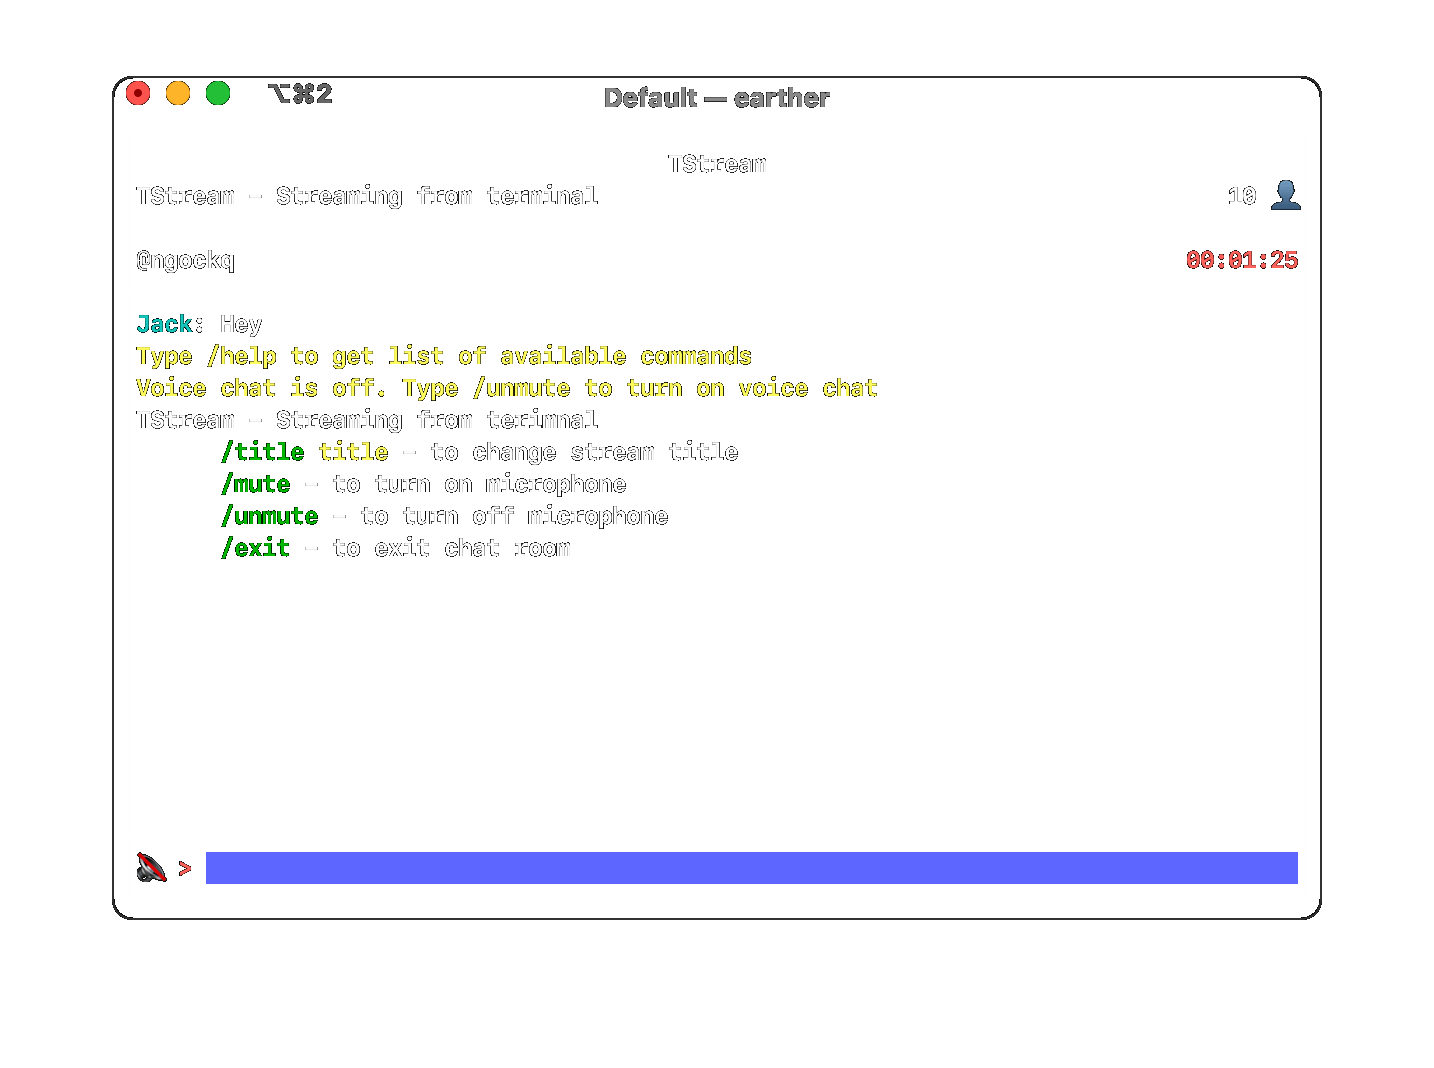 ⌥⌘2 Default — earther
TStream
TStream - Streaming from terminal 10
@ngockq 00:01:25
Jack: Hey
Type /help to get list of available commands
Voice chat is off. Type /unmute to turn on voice chat
TStream - Streaming from terimnal
/title title - to change stream title
/mute - to turn on microphone
/unmute - to turn off microphone
/exit - to exit chat room
>